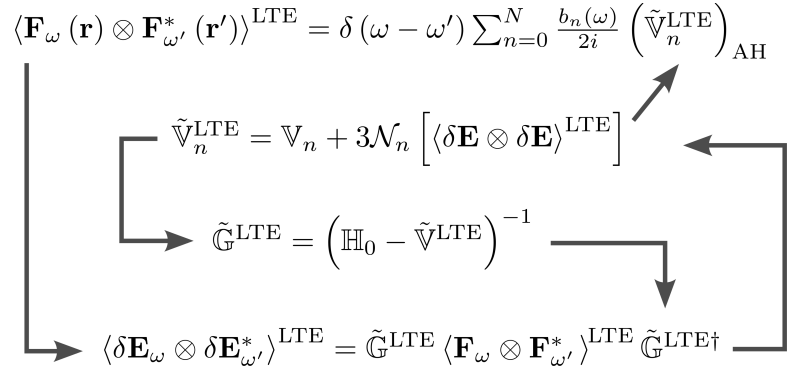 ⟨𝐅_ω (𝐫) ⊗ 𝐅*_ω′ (𝐫′)⟩^LTE = δ (ω − ω′) ∑_{n=0}^{N} b_n(ω)/2i (𝕍̃_n^LTE)_AH
𝕍̃_n^LTE = 𝕍_n + 3𝒩_n [⟨δ𝐄 ⊗ δ𝐄⟩^LTE]
𝔾̃^LTE = (ℍ_0 − 𝕍̃^LTE)^−1
⟨δ𝐄_ω ⊗ δ𝐄*_ω′⟩^LTE = 𝔾̃^LTE ⟨𝐅_ω ⊗ 𝐅*_ω′⟩^LTE 𝔾̃^LTE†